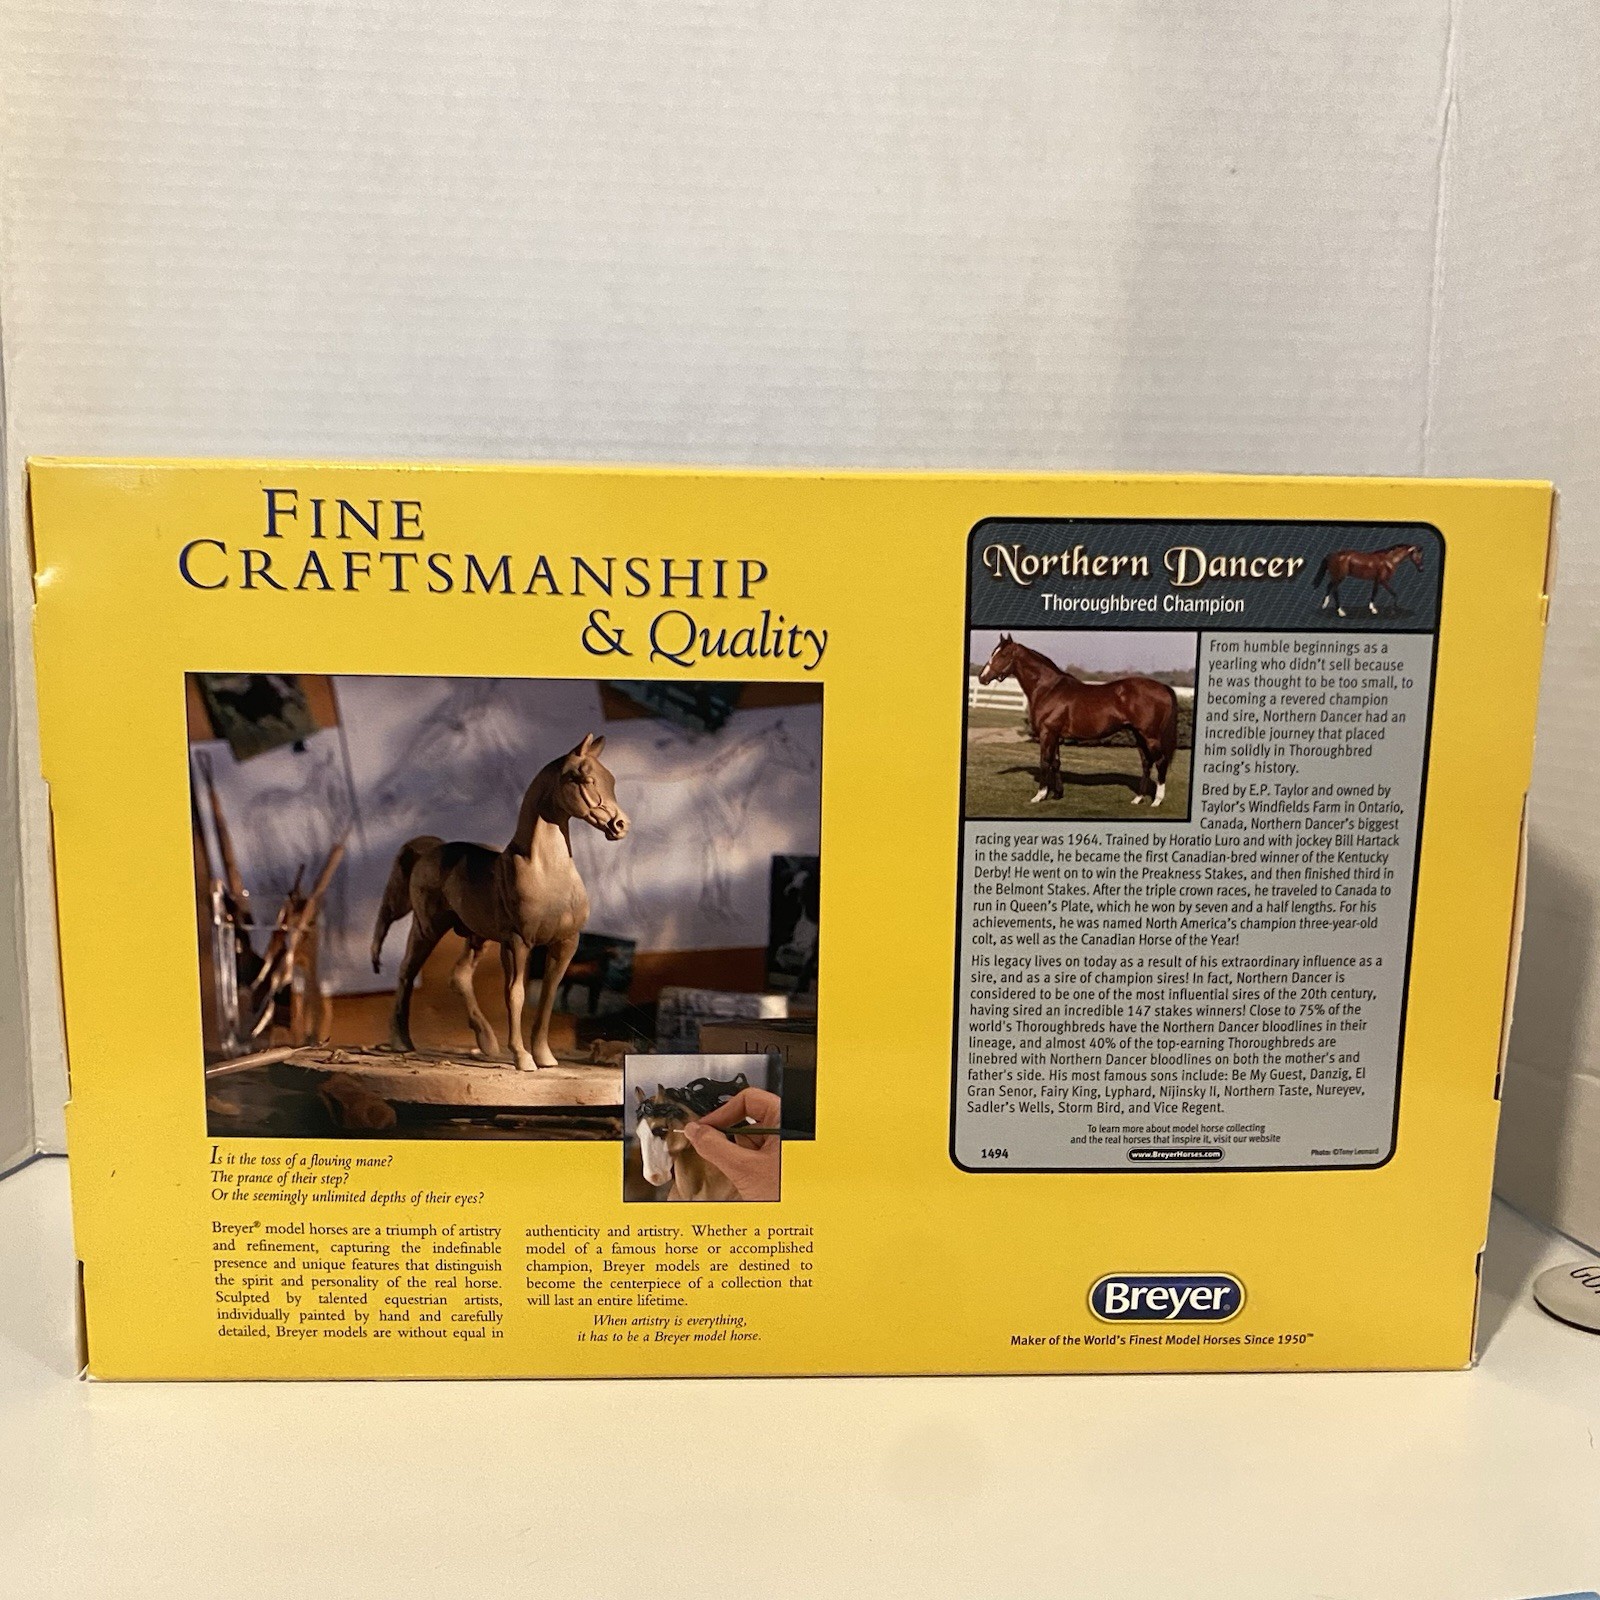 FINE
CRAFTSMANSHIP
& Quality
Is it the toss of a flowing mane?
The prance of their step?
Or the seemingly unlimited depths of their eyes?
Breyer® model horses are a triumph of artistry
and refinement, capturing the indefinable
presence and unique features that distinguish
the spirit and personality of the real horse.
Sculpted by talented equestrian artists,
individually painted by hand and carefully
detailed, Breyer models are without equal in
authenticity and artistry. Whether a portrait
model of a famous horse or accomplished
champion, Breyer models are destined to
become the centerpiece of a collection that
will last an entire lifetime.
When artistry is everything,
it has to be a Breyer model horse.
Northern Dancer
Thoroughbred Champion
From humble beginnings as a
yearling who didn't sell because
he was thought to be too small, to
becoming a revered champion
and sire, Northern Dancer had an
incredible journey that placed
him solidly in Thoroughbred
racing's history.
Bred by E.P. Taylor and owned by
Taylor's Windfields Farm in Ontario,
Canada, Northern Dancer's biggest
racing year was 1964. Trained by Horatio Luro and with jockey Bill Hartack
in the saddle, he became the first Canadian-bred winner of the Kentucky
Derby! He went on to win the Preakness Stakes, and then finished third in
the Belmont Stakes. After the triple crown races, he traveled to Canada to
run in Queen's Plate, which he won by seven and a half lengths. For his
achievements, he was named North America's champion three-year-old
colt, as well as the Canadian Horse of the Year!
His legacy lives on today as a result of his extraordinary influence as a
sire, and as a sire of champion sires! In fact, Northern Dancer is
considered to be one of the most influential sires of the 20th century,
having sired an incredible 147 stakes winners! Close to 75% of the
world's Thoroughbreds have the Northern Dancer bloodlines in their
lineage, and almost 40% of the top-earning Thoroughbreds are
linebred with Northern Dancer bloodlines on both the mother's and
father's side. His most famous sons include: Be My Guest, Danzig, El
Gran Senor, Fairy King, Lyphard, Nijinsky II, Northern Taste, Nureyev,
Sadler's Wells, Storm Bird, and Vice Regent.
To learn more about model horse collecting
and the real horses that inspire it, visit our website
1494 www.BreyerHorses.com Photo: ©Tony Leonard
Breyer®
Maker of the World's Finest Model Horses Since 1950™